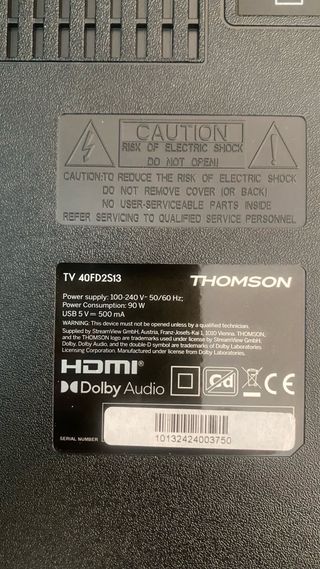 CAUTION
RISK OF ELECTRIC SHOCK
DO NOT OPEN!
CAUTION:TO REDUCE THE RISK OF ELECTRIC SHOCK
DO NOT REMOVE COVER (OR BACK)
NO USER-SERVICEABLE PARTS INSIDE
REFER SERVICING TO QUALIFIED SERVICE PERSONNEL
TV 40FD2S13
THOMSON
Power supply: 100-240 V~ 50/60 Hz;
Power Consumption: 90 W
USB 5 V = 500 mA
WARNING: This device must not be opened unless by a qualified technician.
Supplied by StreamView GmbH, Austria, Franz-Josefs-Kai 1, 1010 Vienna. THOMSON,
and the THOMSON logo are trademarks used under license by StreamView GmbH.
Dolby, Dolby Audio, and the double-D symbol are trademarks of Dolby Laboratories
Licensing Corporation. Manufactured under license from Dolby Laboratories
HDMI®
Dolby Audio
Cd
CE
SERIAL NUMBER
10132424003750